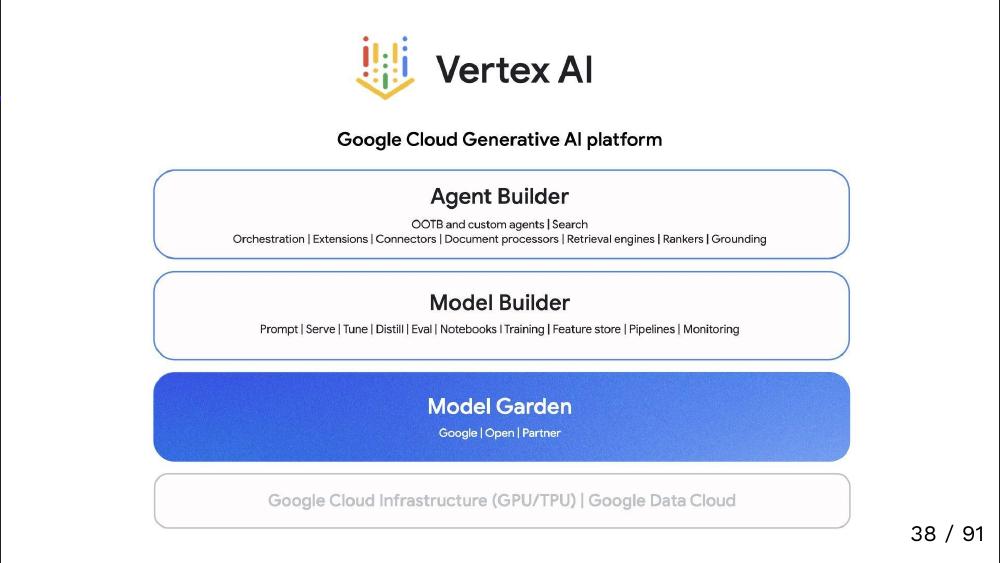 Vertex AI
Google Cloud Generative AI platform
Agent Builder
OOTB and custom agents | Search
Orchestration | Extensions | Connectors | Document processors | Retrieval engines | Rankers | Grounding
Model Builder
Prompt | Serve | Tune | Distill | Eval | Notebooks | Training | Feature store | Pipelines | Monitoring
Model Garden
Google | Open | Partner
Google Cloud Infrastructure (GPU/TPU) | Google Data Cloud
38 / 91